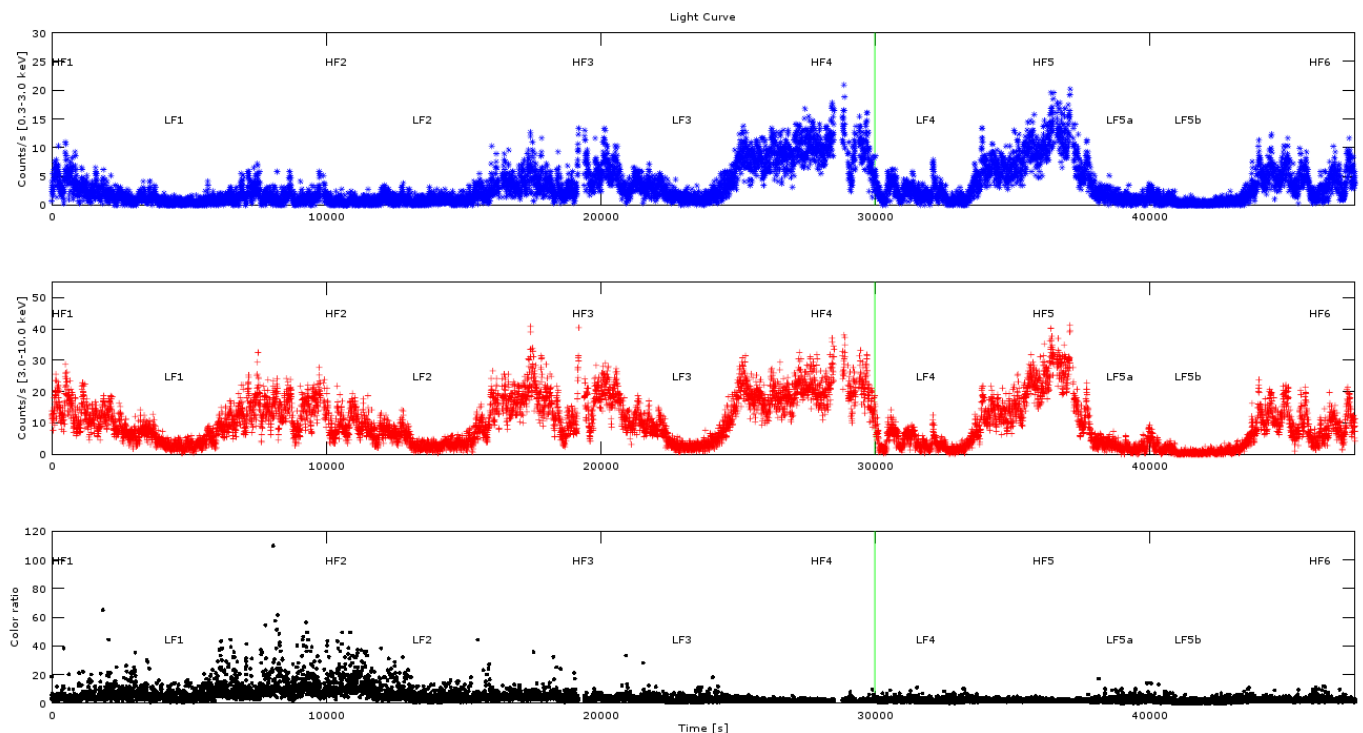 Light Curve
30
25
20
15
10
5
0
Counts/s [0.3-3.0 keV]
HF1 HF2 HF3 HF4 HF5 HF6
LF1 LF2 LF3 LF4 LF5a LF5b
0 10000 20000 30000 40000
50
40
30
20
10
0
Counts/s [3.0-10.0 keV]
HF1 HF2 HF3 HF4 HF5 HF6
LF1 LF2 LF3 LF4 LF5a LF5b
0 10000 20000 30000 40000
120
100
80
60
40
20
0
Color ratio
HF1 HF2 HF3 HF4 HF5 HF6
LF1 LF2 LF3 LF4 LF5a LF5b
0 10000 20000 30000 40000
Time [s]